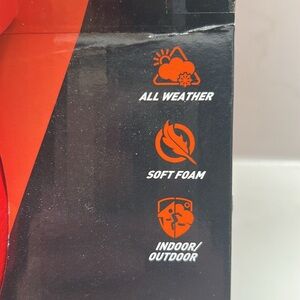 ALL WEATHER
SOFT FOAM
INDOOR/
OUTDOOR